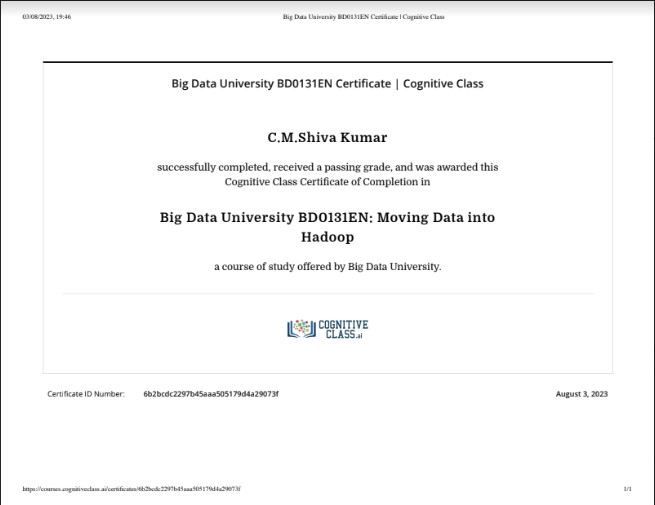 03/08/2023, 19:46
Big Data University BD0131EN Certificate | Cognitive Class
Big Data University BD0131EN Certificate | Cognitive Class
C.M.Shiva Kumar
successfully completed, received a passing grade, and was awarded this
Cognitive Class Certificate of Completion in
Big Data University BD0131EN: Moving Data into
Hadoop
a course of study offered by Big Data University.
COGNITIVE
CLASS.ai
Certificate ID Number: 6b2bcdc2297b45aaa505179d4a29073f
August 3, 2023
https://courses.cognitiveclass.ai/certificates/6b2bcdc2297b45aaa505179d4a29073f
1/1